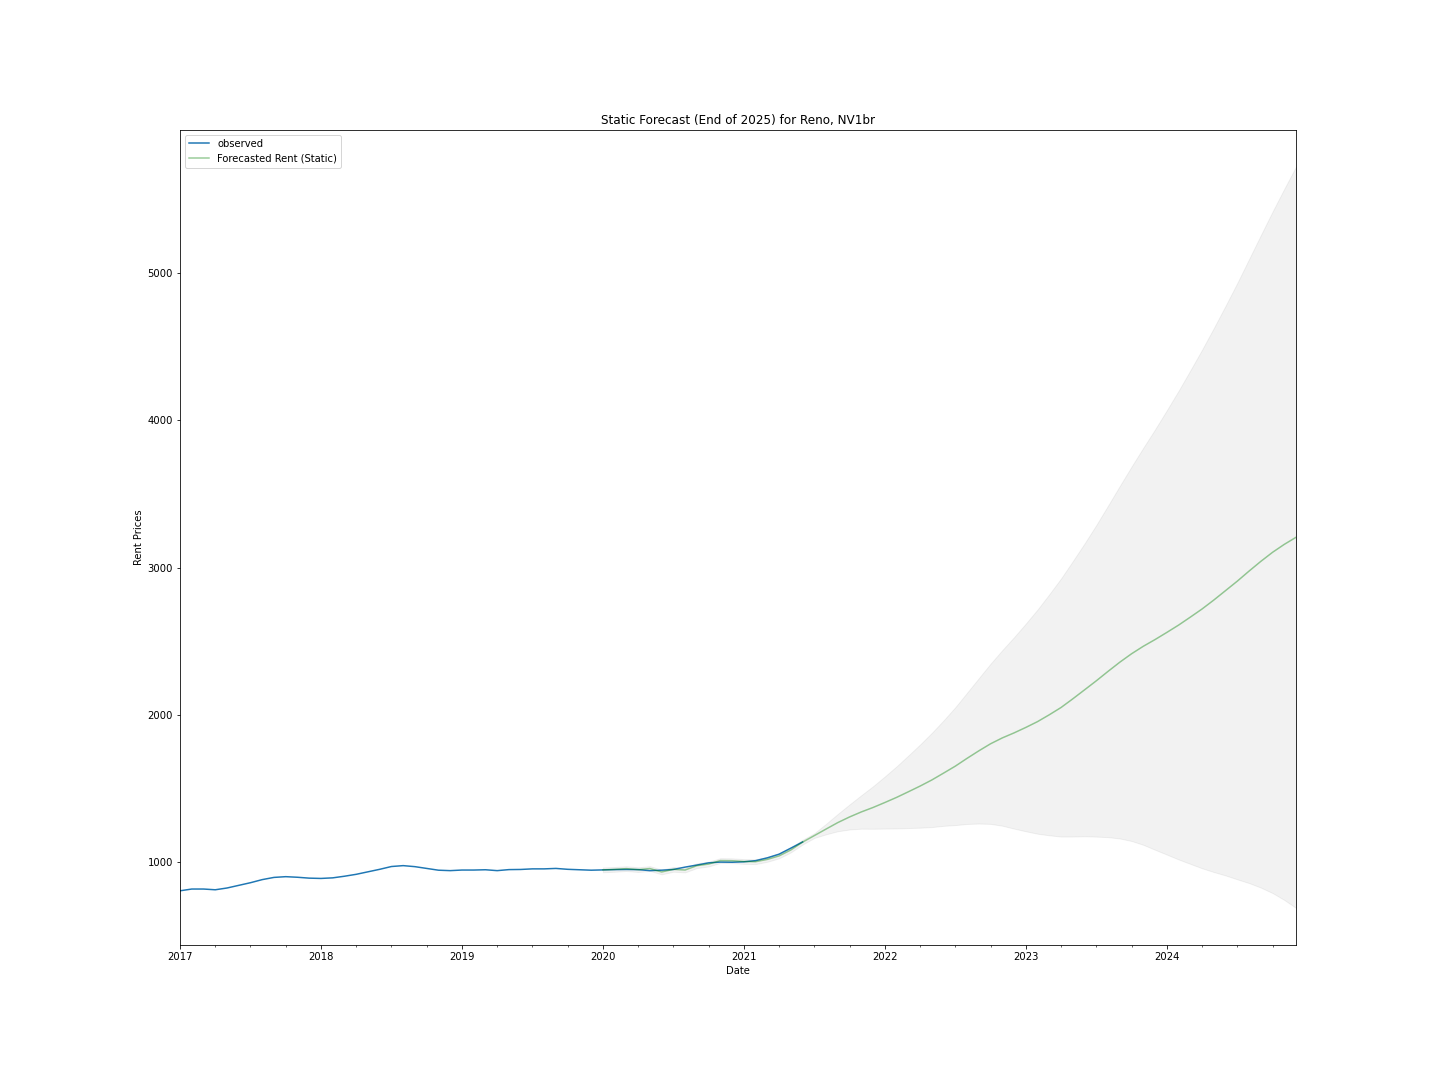 Static Forecast (End of 2025) for Reno, NV1br
observed
Forecasted Rent (Static)
5000
4000
3000
2000
1000
Rent Prices
2017 2018 2019 2020 2021 2022 2023 2024
Date